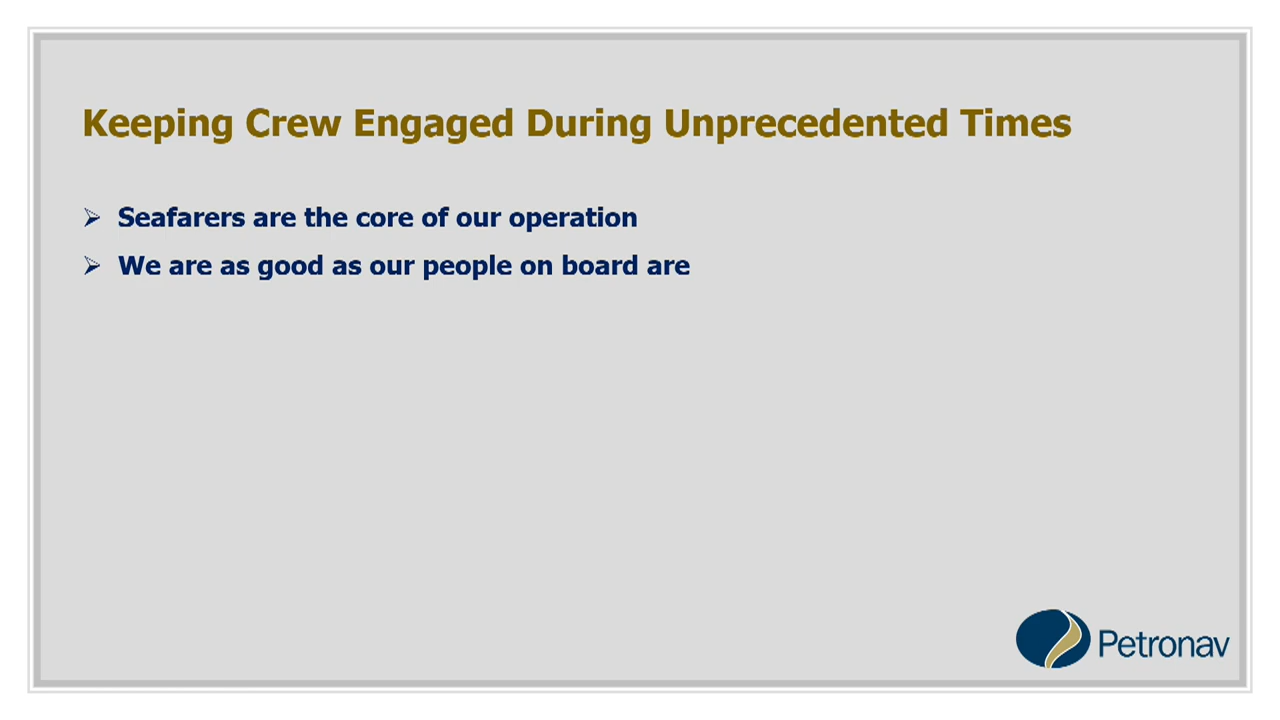 Keeping Crew Engaged During Unprecedented Times
Seafarers are the core of our operation
We are as good as our people on board are
Petronav